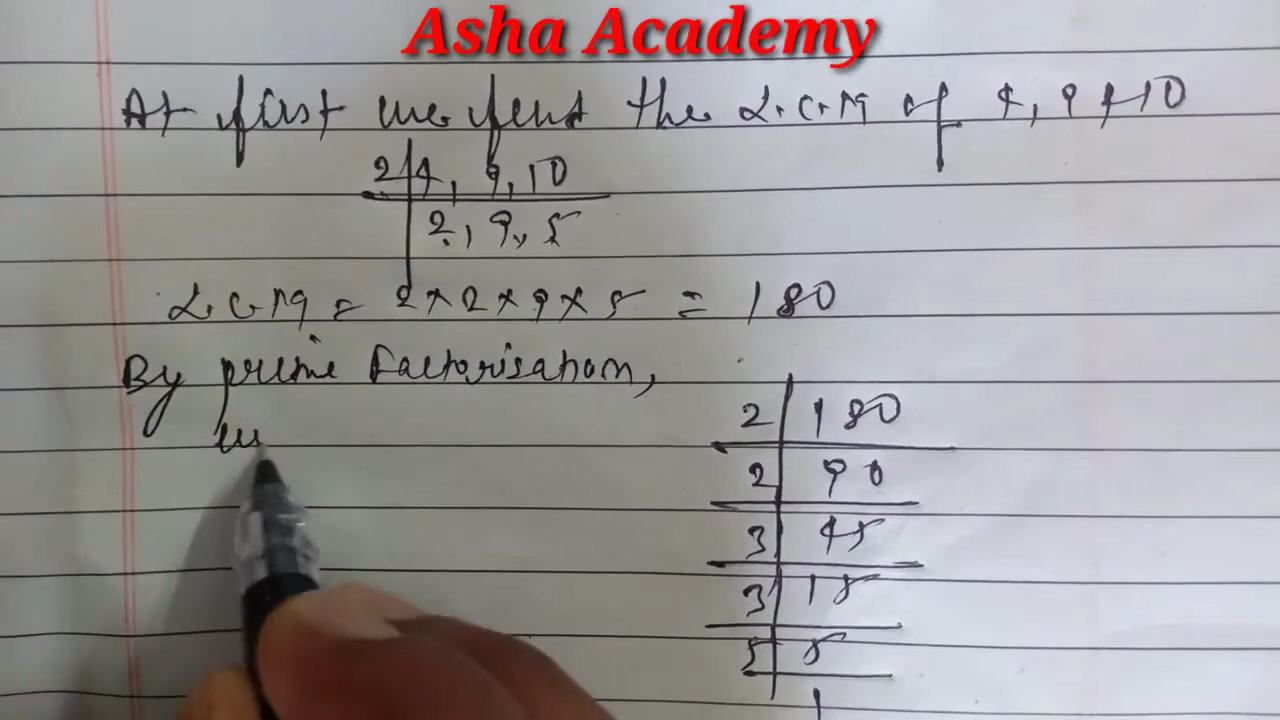 Asha Academy
At first we find the L.C.M of 4, 9 & 10
2 | 4, 9, 10
2, 9, 5
L.C.M = 2 × 2 × 9 × 5 = 180
By prime Factorisation,
2 | 180
2 | 90
3 | 45
3 | 15
5 | 5
1